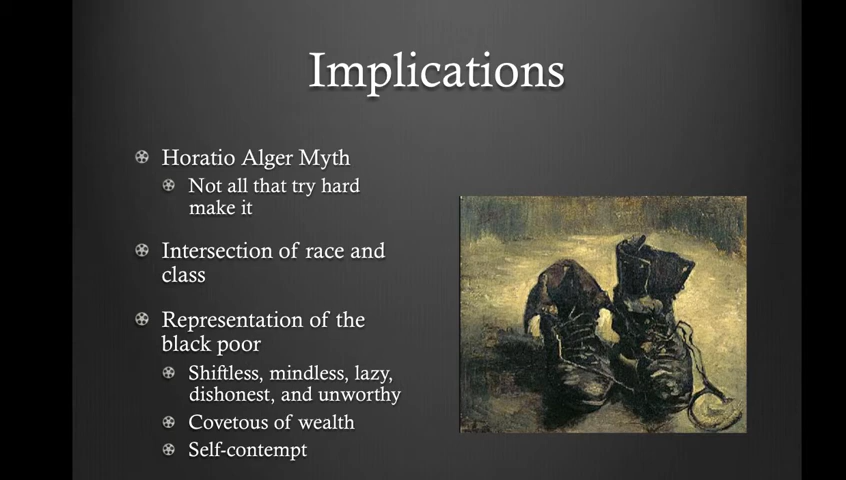 Implications
Horatio Alger Myth
Not all that try hard
make it
Intersection of race and
class
Representation of the
black poor
Shiftless, mindless, lazy,
dishonest, and unworthy
Covetous of wealth
Self-contempt